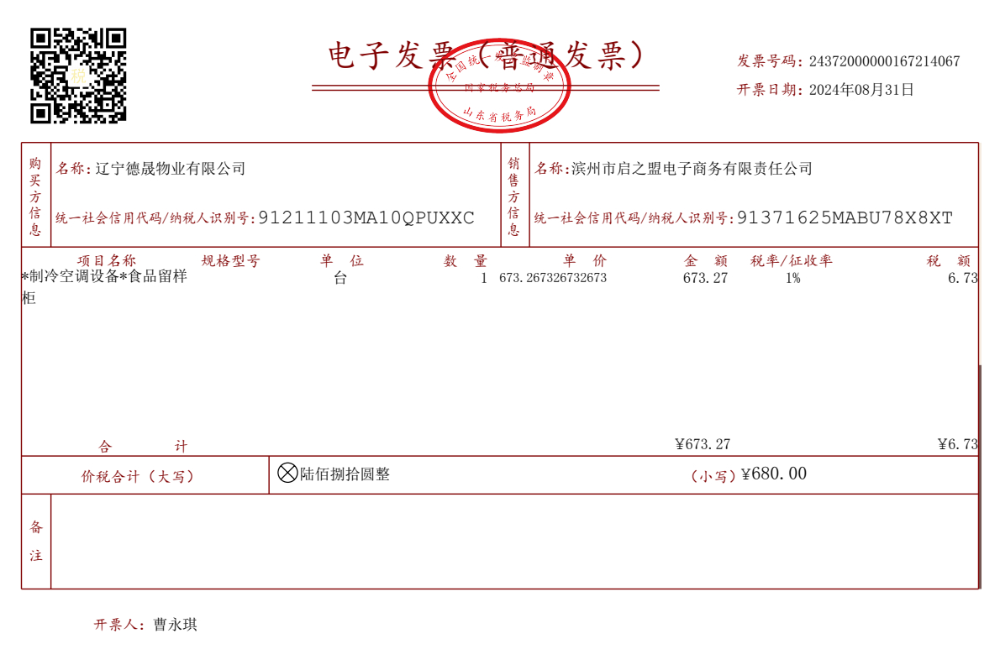 电子发票（普通发票）
全国统一发票监制章
国家税务总局
山东省税务局
税
发票号码：24372000000167214067
开票日期：2024年08月31日
购买方信息
名称：辽宁德晟物业有限公司
统一社会信用代码/纳税人识别号：91211103MA10QPUXXC
销售方信息
名称：滨州市启之盟电子商务有限责任公司
统一社会信用代码/纳税人识别号：91371625MABU78X8XT
项目名称 规格型号 单位 数量 单价 金额 税率/征收率 税额
*制冷空调设备*食品留样 台 1 673.267326732673 673.27 1% 6.73
柜
合计 ¥673.27 ¥6.73
价税合计（大写） ⊗陆佰捌拾圆整 （小写）¥680.00
备注
开票人：曹永琪